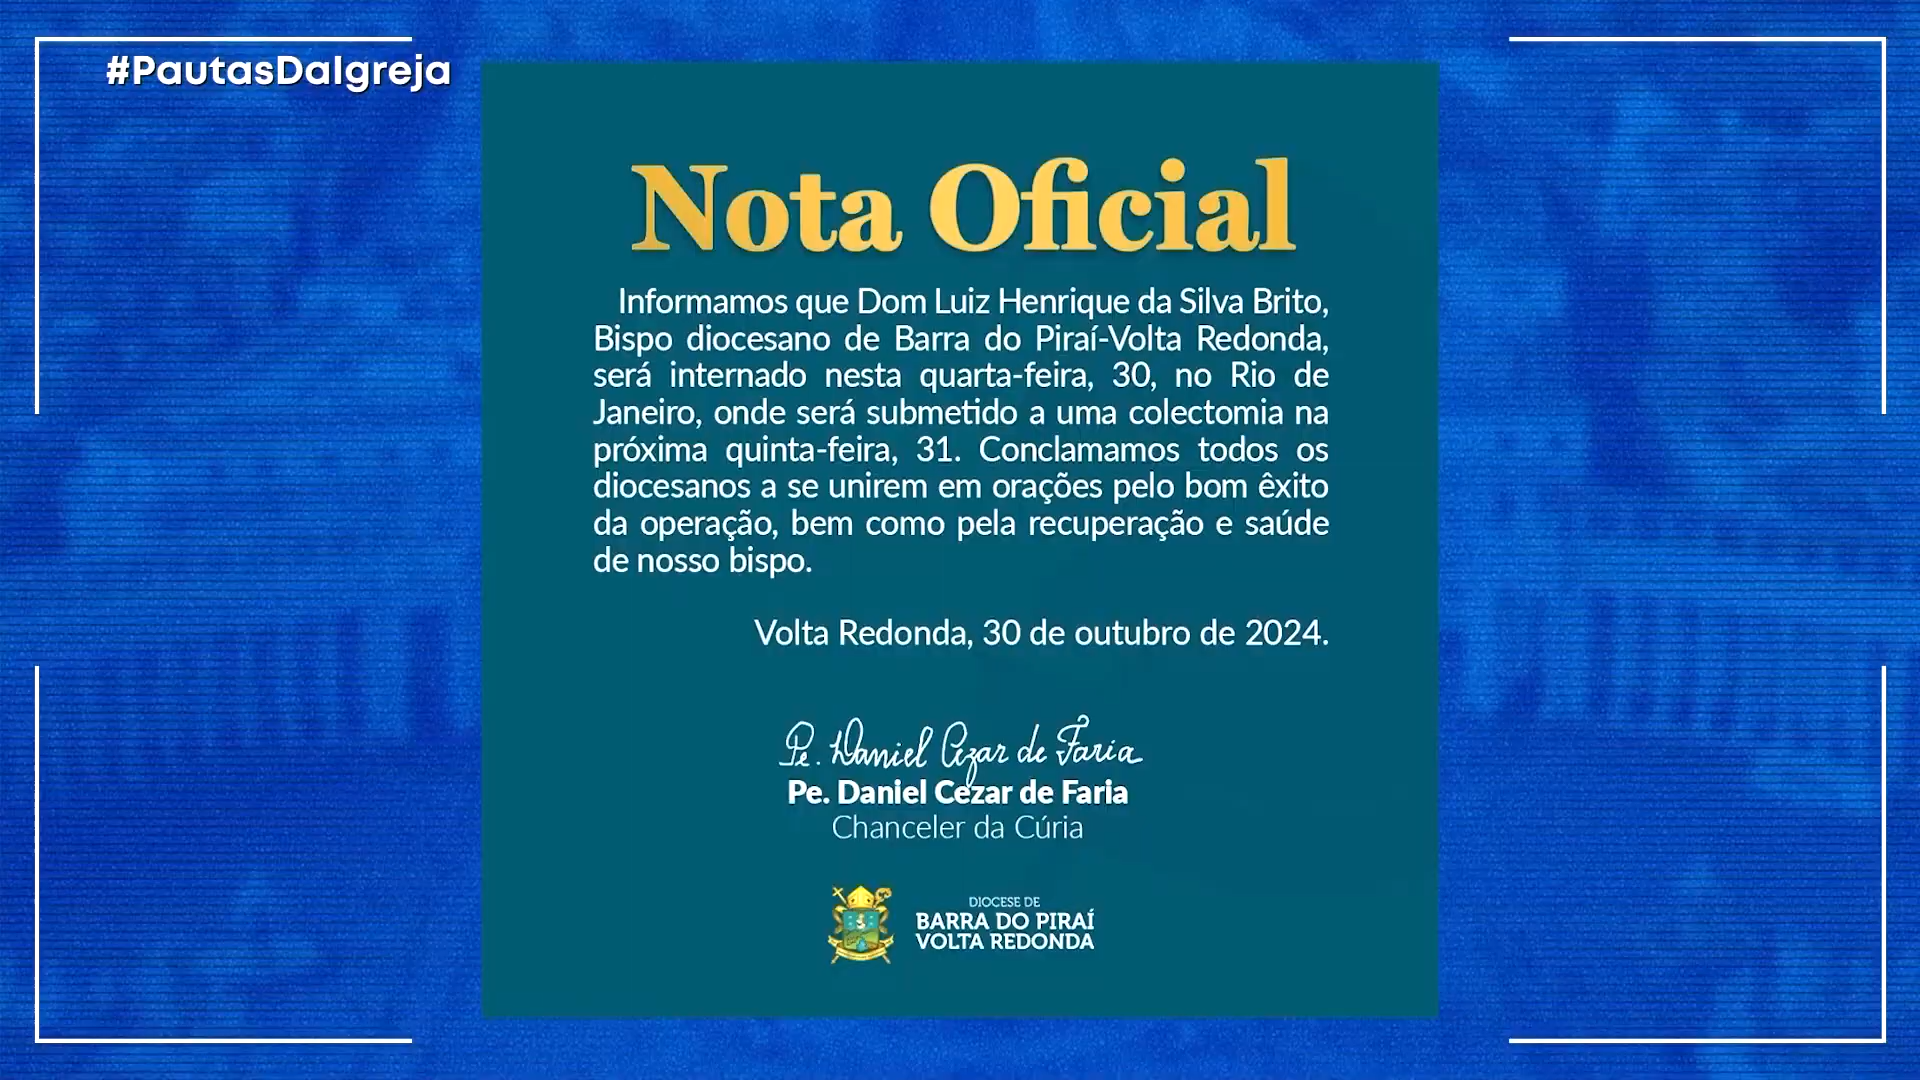 #PautasDaIgreja
Nota Oficial
Informamos que Dom Luiz Henrique da Silva Brito,
Bispo diocesano de Barra do Piraí-Volta Redonda,
será internado nesta quarta-feira, 30, no Rio de
Janeiro, onde será submetido a uma colectomia na
próxima quinta-feira, 31. Conclamamos todos os
diocesanos a se unirem em orações pelo bom êxito
da operação, bem como pela recuperação e saúde
de nosso bispo.
Volta Redonda, 30 de outubro de 2024.
Pe. Daniel Cezar de Faria
Pe. Daniel Cezar de Faria
Chanceler da Cúria
DIOCESE DE
BARRA DO PIRAÍ
VOLTA REDONDA